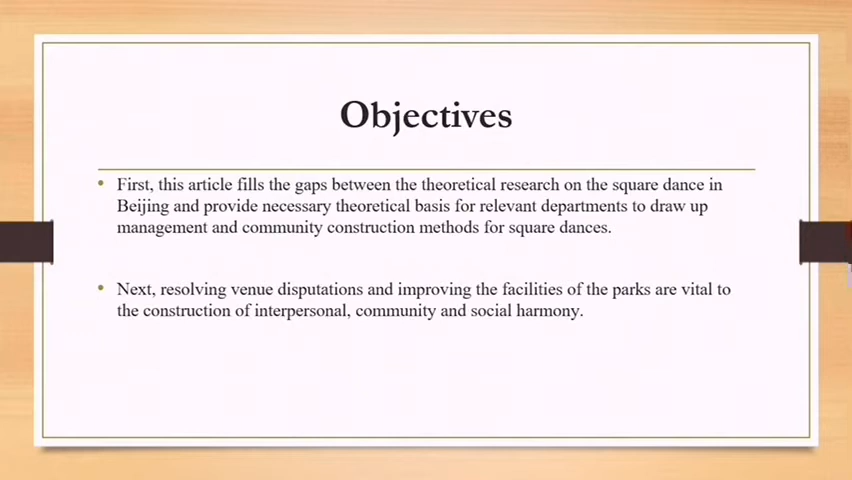 Objectives
• First, this article fills the gaps between the theoretical research on the square dance in
Beijing and provide necessary theoretical basis for relevant departments to draw up
management and community construction methods for square dances.
• Next, resolving venue disputations and improving the facilities of the parks are vital to
the construction of interpersonal, community and social harmony.